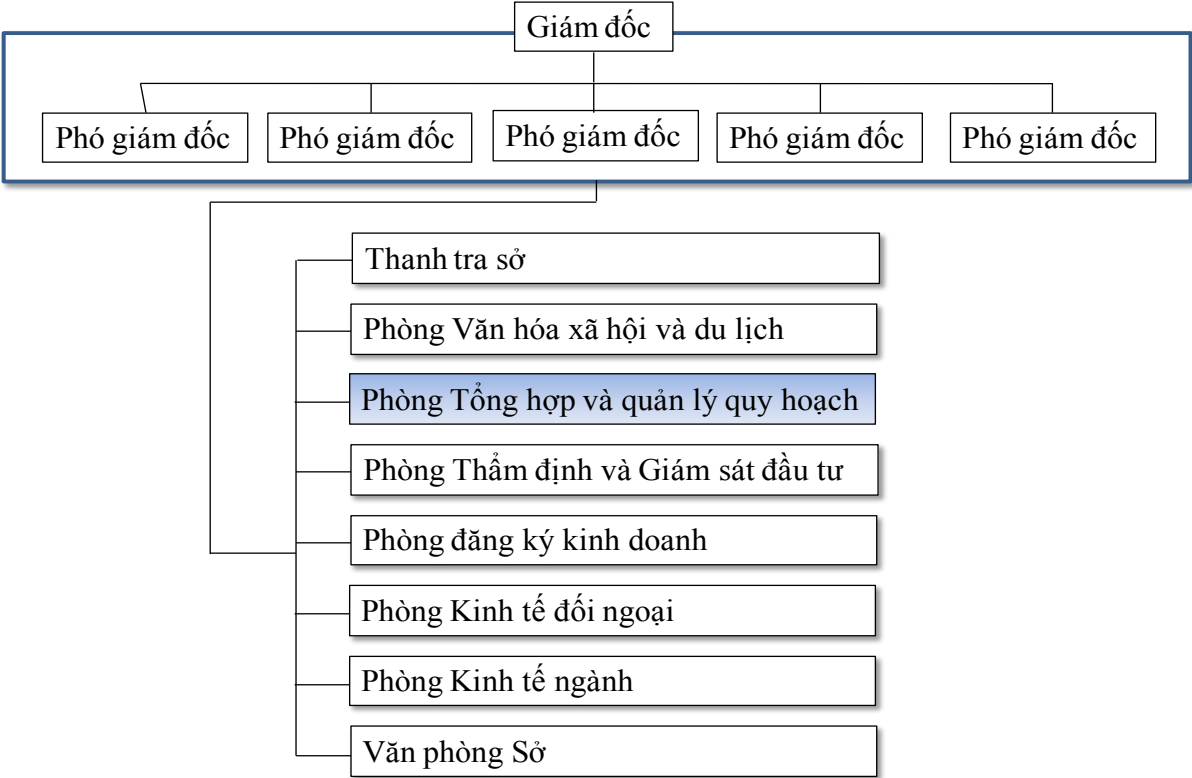 Giám đốc
Phó giám đốc
Phó giám đốc
Phó giám đốc
Phó giám đốc
Phó giám đốc
Thanh tra sở
Phòng Văn hóa xã hội và du lịch
Phòng Tổng hợp và quản lý quy hoạch
Phòng Thẩm định và Giám sát đầu tư
Phòng đăng ký kinh doanh
Phòng Kinh tế đối ngoại
Phòng Kinh tế ngành
Văn phòng Sở